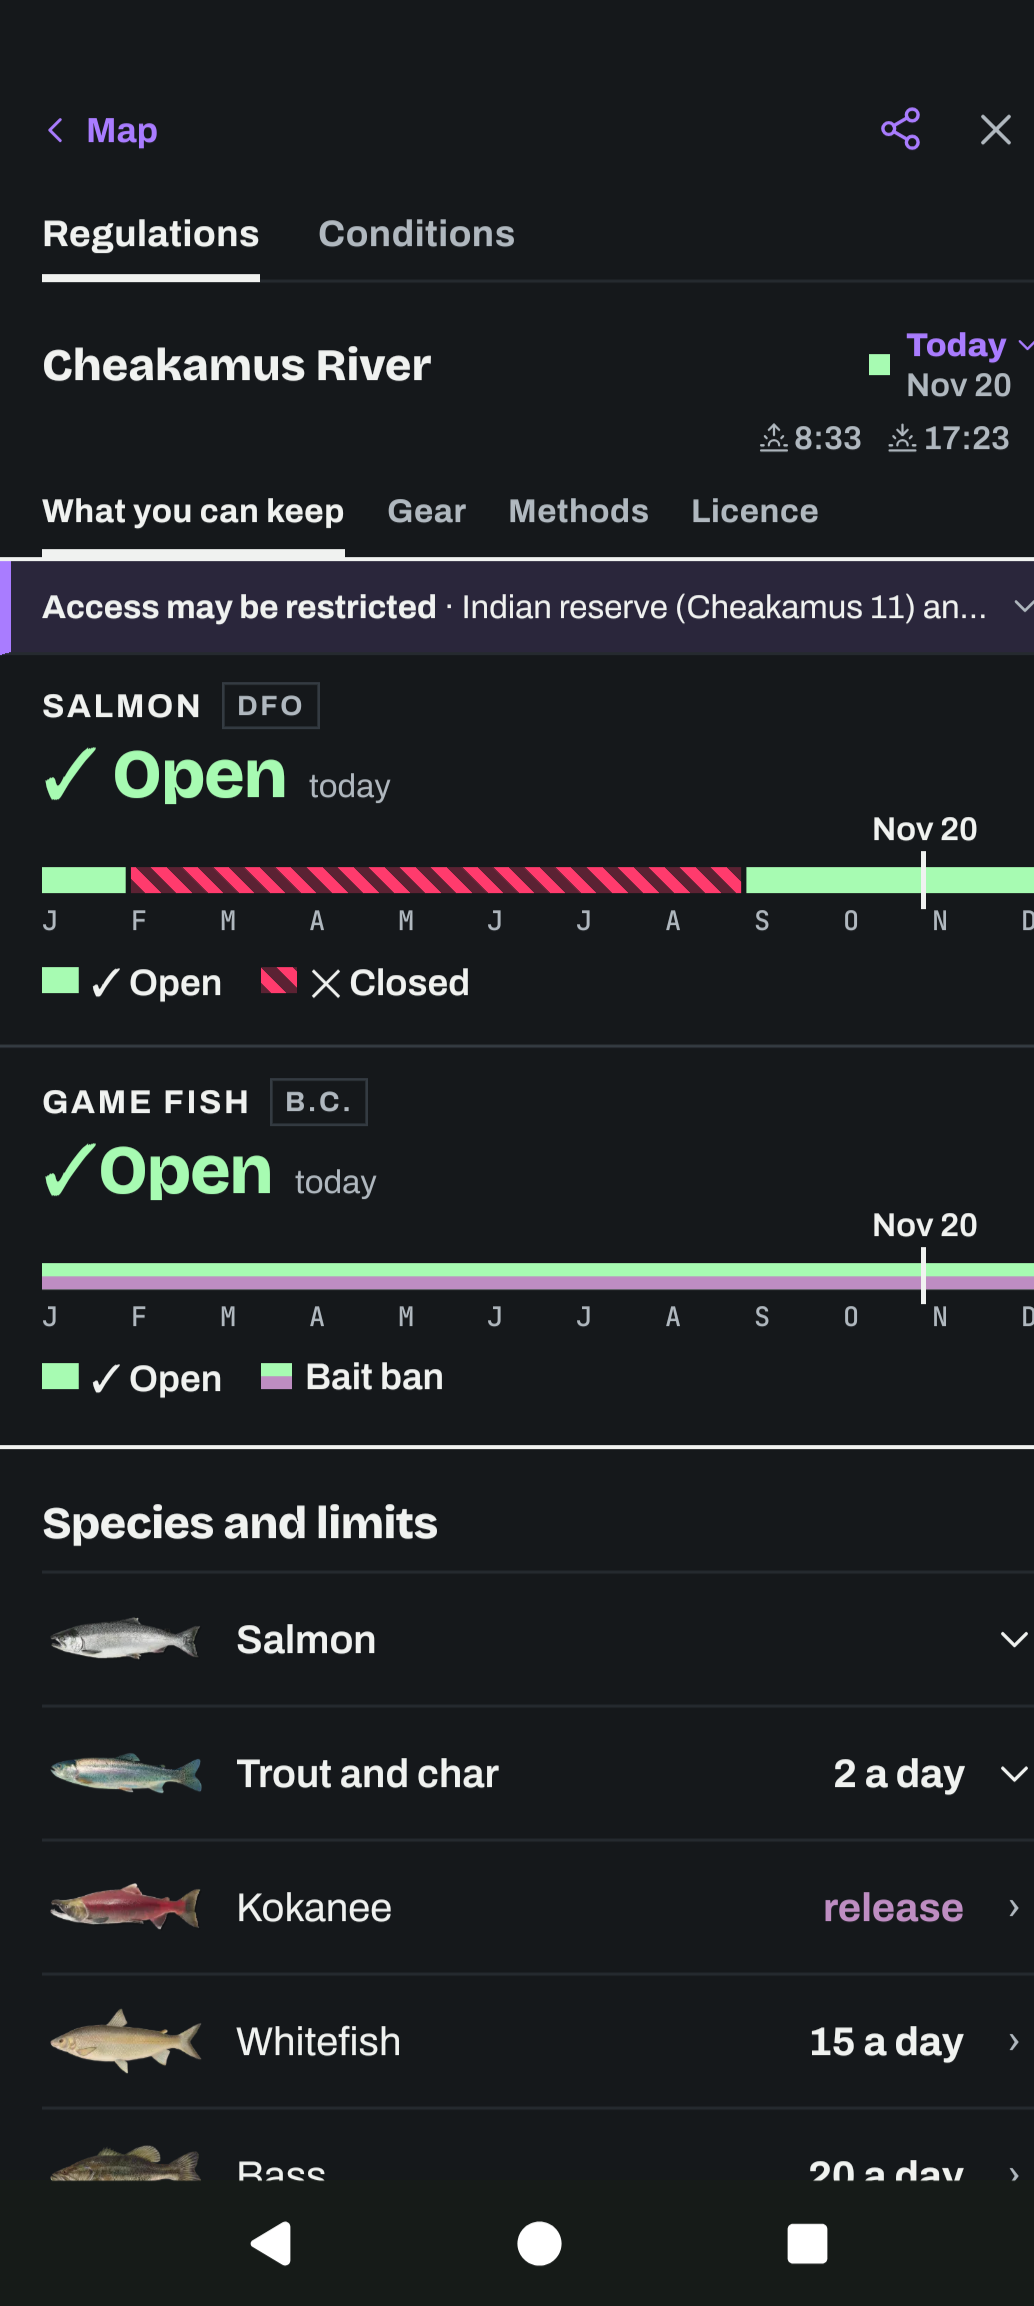 Map
Regulations Conditions
Cheakamus River
Today
Nov 20
8:33 17:23
What you can keep Gear Methods Licence
Access may be restricted · Indian reserve (Cheakamus 11) an...
SALMON DFO
✓ Open today
Nov 20
J F M A M J J A S O N D
✓ Open ✕ Closed
GAME FISH B.C.
✓Open today
Nov 20
J F M A M J J A S O N D
✓ Open Bait ban
Species and limits
Salmon
Trout and char 2 a day
Kokanee release
Whitefish 15 a day
Bass 20 a day